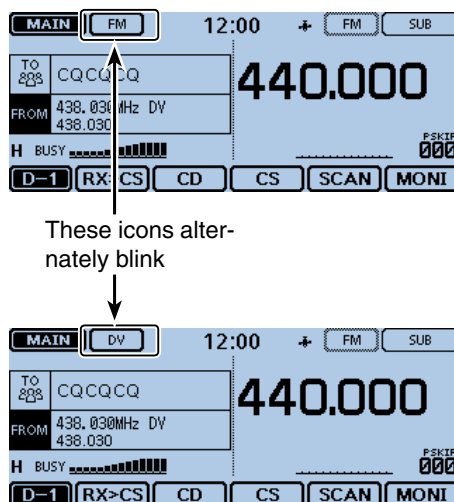 MAIN FM 12:00 FM SUB
TO CQCQCQ 440.000
FROM 438.030MHz DV
438.030
PSKIP
H BUSY 000
D-1 RX>CS CD CS SCAN MONI
These icons alter-
nately blink
MAIN DV 12:00 FM SUB
TO CQCQCQ 440.000
FROM 438.030MHz DV
438.030
PSKIP
H BUSY 000
D-1 RX>CS CD CS SCAN MONI